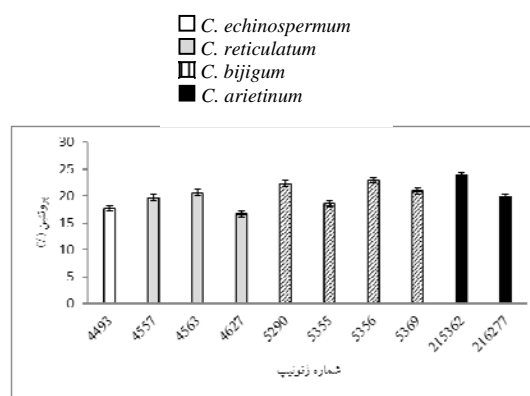 C. echinospermum
C. reticulatum
C. bijigum
C. arietinum
30
25
20
15
10
5
0
پروتئین (%)
4493 4557 4563 4627 5290 5355 5356 5369 215362 216277
شماره ژنوتیپ